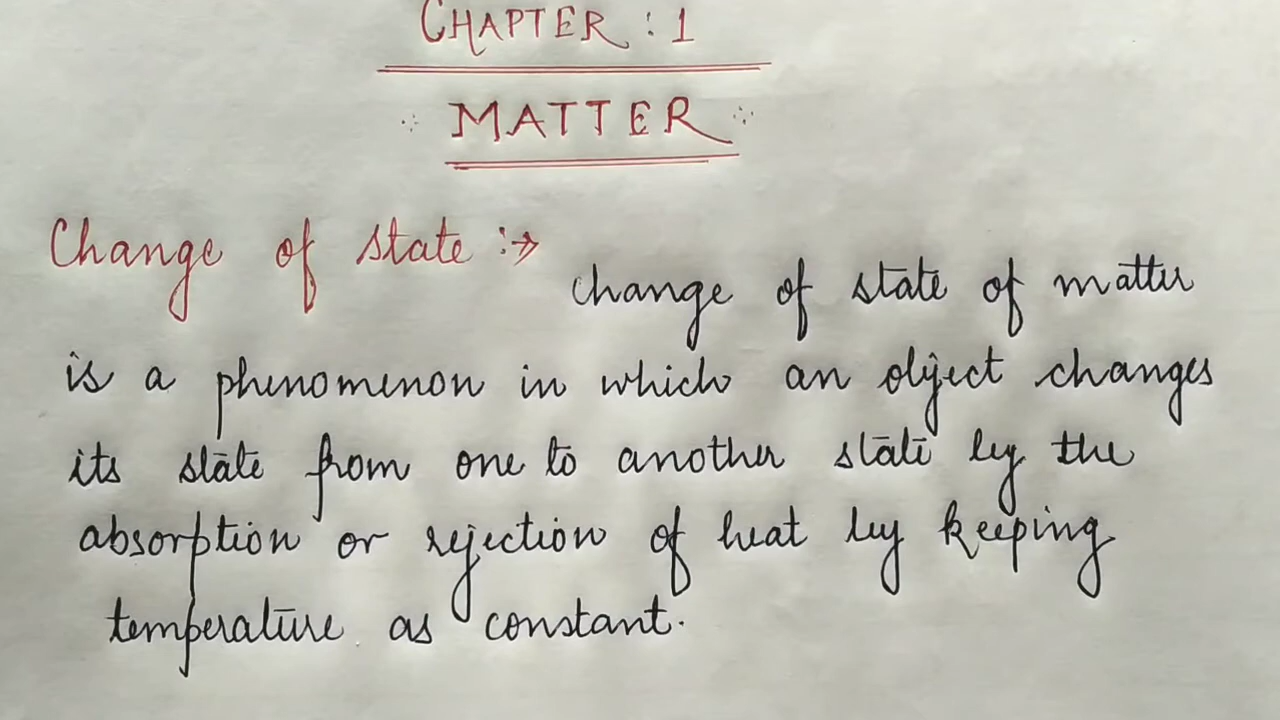 CHAPTER : 1
MATTER
Change of state :→
change of state of matter
is a phenomenon in which an object changes
its state from one to another state by the
absorption or rejection of heat by keeping
temperature as constant.